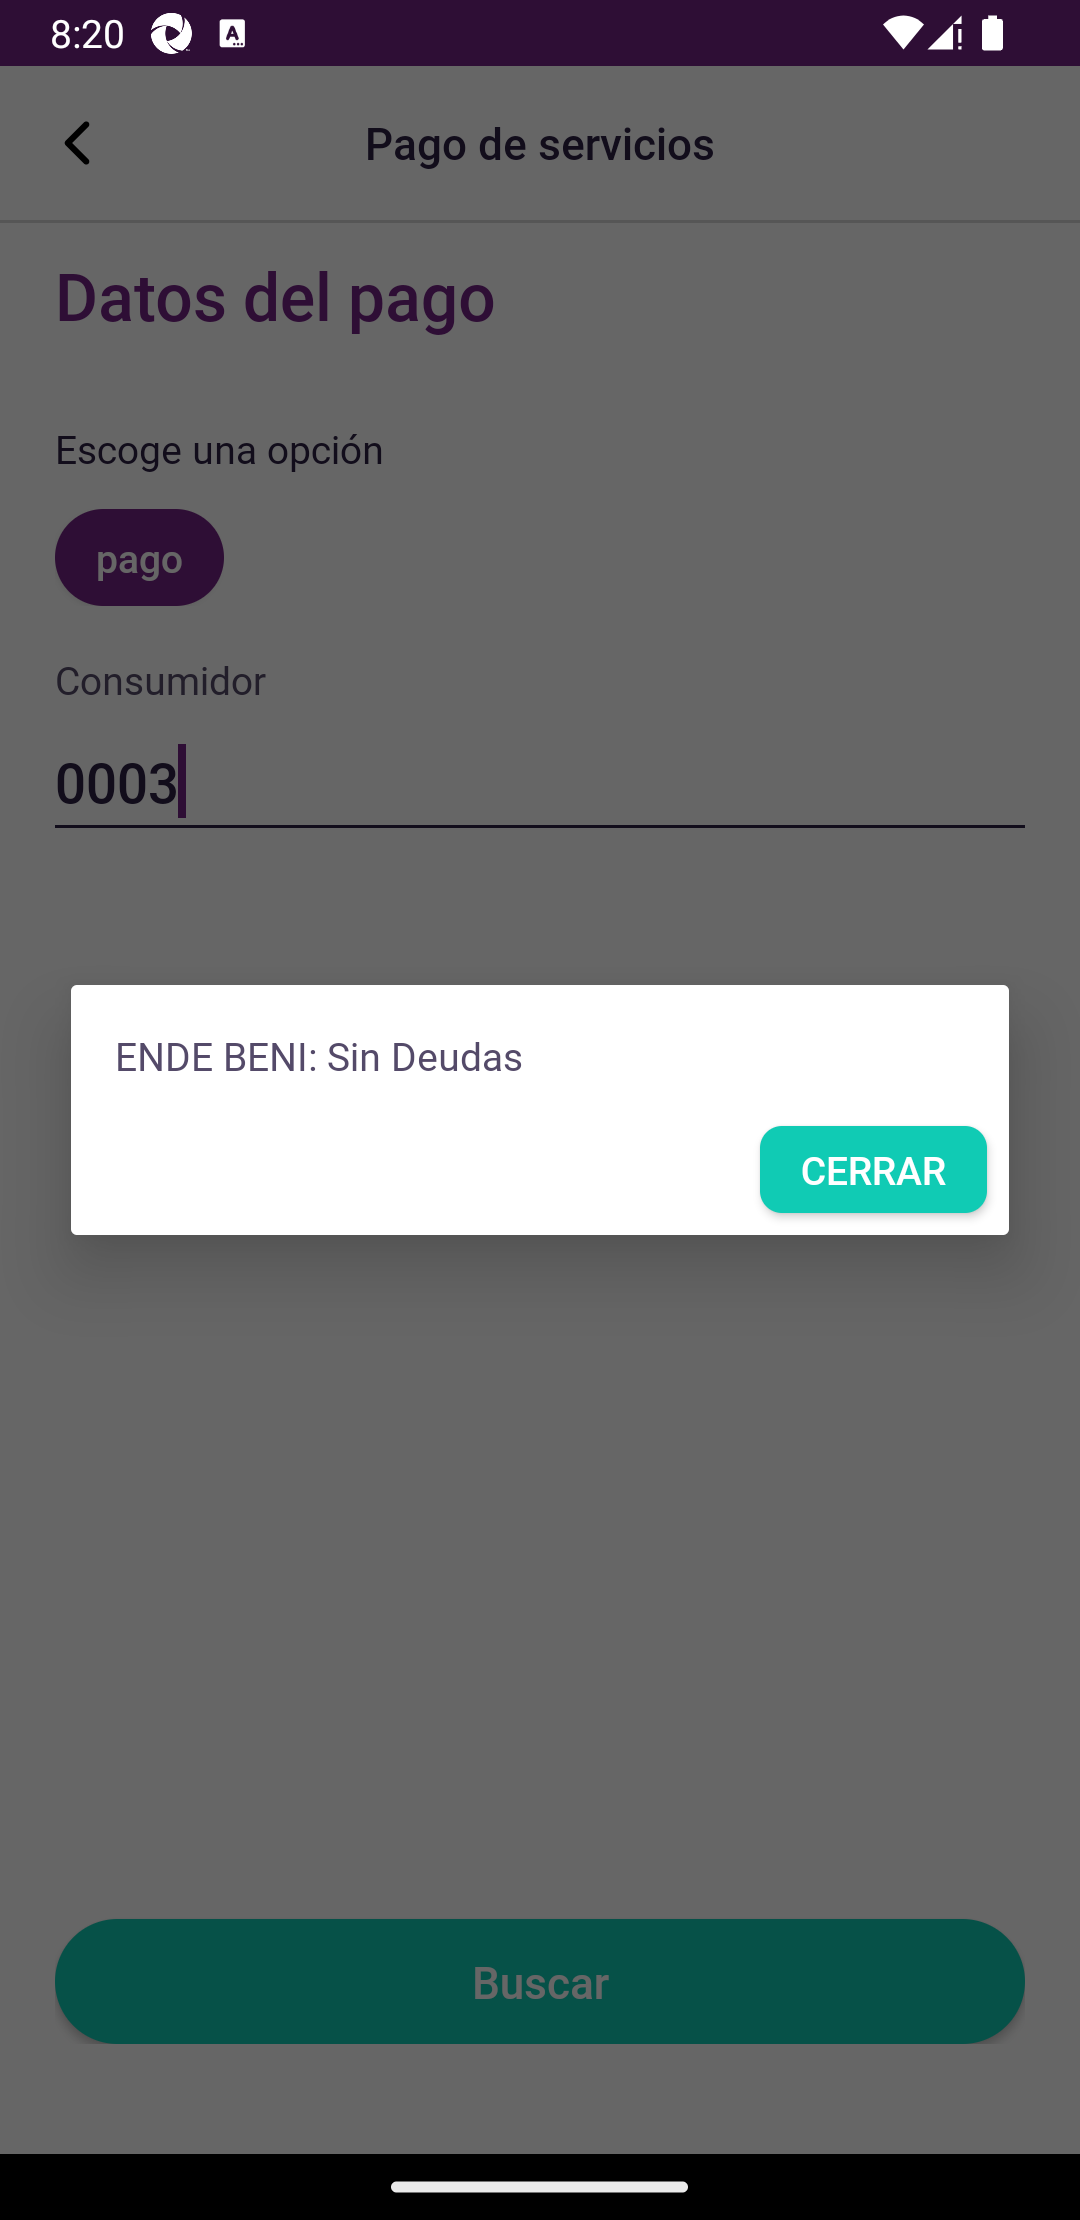 8:20
Pago de servicios
Datos del pago
Escoge una opción
pago
Consumidor
0003
ENDE BENI: Sin Deudas
CERRAR
Buscar